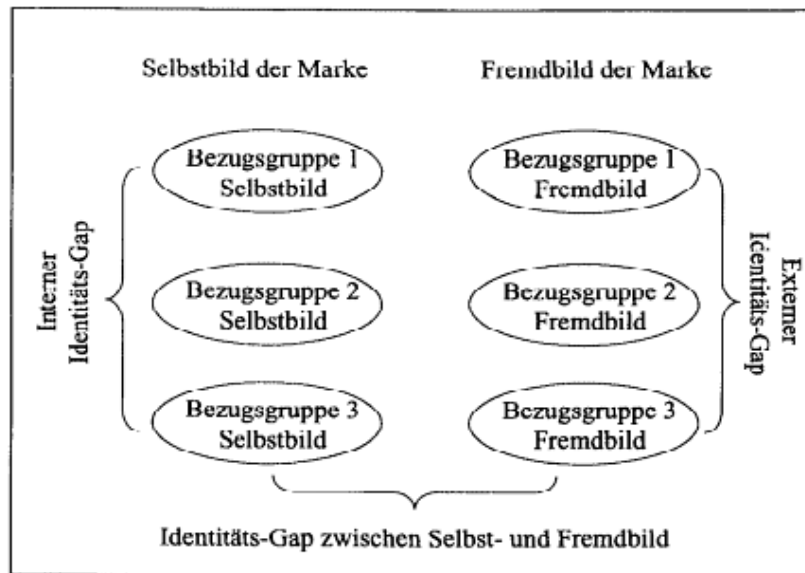 Selbstbild der Marke
Fremdbild der Marke
Bezugsgruppe 1
Selbstbild
Bezugsgruppe 1
Fremdbild
Interner
Identitäts-Gap
Bezugsgruppe 2
Selbstbild
Bezugsgruppe 2
Fremdbild
Externer
Identitäts-Gap
Bezugsgruppe 3
Selbstbild
Bezugsgruppe 3
Fremdbild
Identitäts-Gap zwischen Selbst- und Fremdbild